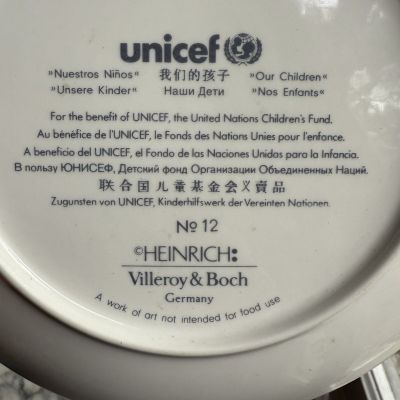 unicef
»Nuestros Niños« 我们的孩子 »Our Children«
»Unsere Kinder« Наши Дети »Nos Enfants«
For the benefit of UNICEF, the United Nations Children's Fund.
Au bénéfice de l'UNICEF, le Fonds des Nations Unies pour l'enfance.
A beneficio del UNICEF, el Fondo de las Naciones Unidas para la Infancia.
В пользу ЮНИСЕФ, Детский фонд Организации Объединенных Наций.
联合国儿童基金会义賣品
Zugunsten von UNICEF, Kinderhilfswerk der Vereinten Nationen.
No 12
©HEINRICH:
Villeroy & Boch
Germany
A work of art not intended for food use